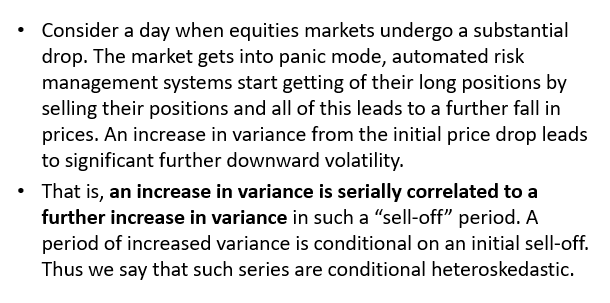 • Consider a day when equities markets undergo a substantial
drop. The market gets into panic mode, automated risk
management systems start getting of their long positions by
selling their positions and all of this leads to a further fall in
prices. An increase in variance from the initial price drop leads
to significant further downward volatility.
• That is, an increase in variance is serially correlated to a
further increase in variance in such a “sell-off” period. A
period of increased variance is conditional on an initial sell-off.
Thus we say that such series are conditional heteroskedastic.